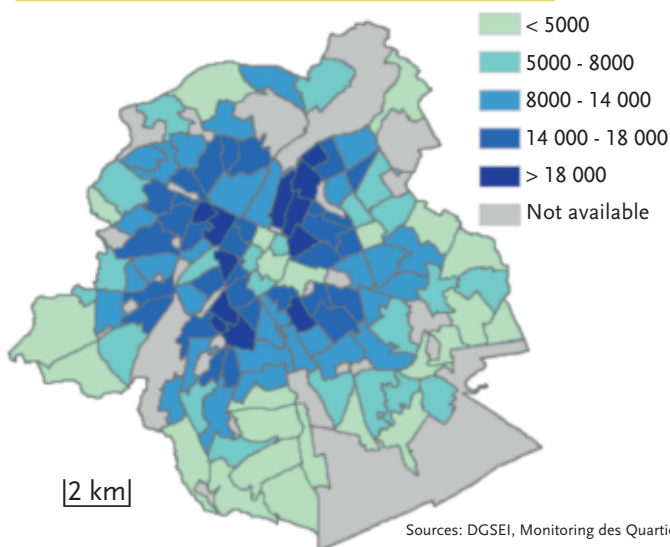 < 5000
5000 - 8000
8000 - 14 000
14 000 - 18 000
> 18 000
Not available
2 km
Sources: DGSEI, Monitoring des Quartie